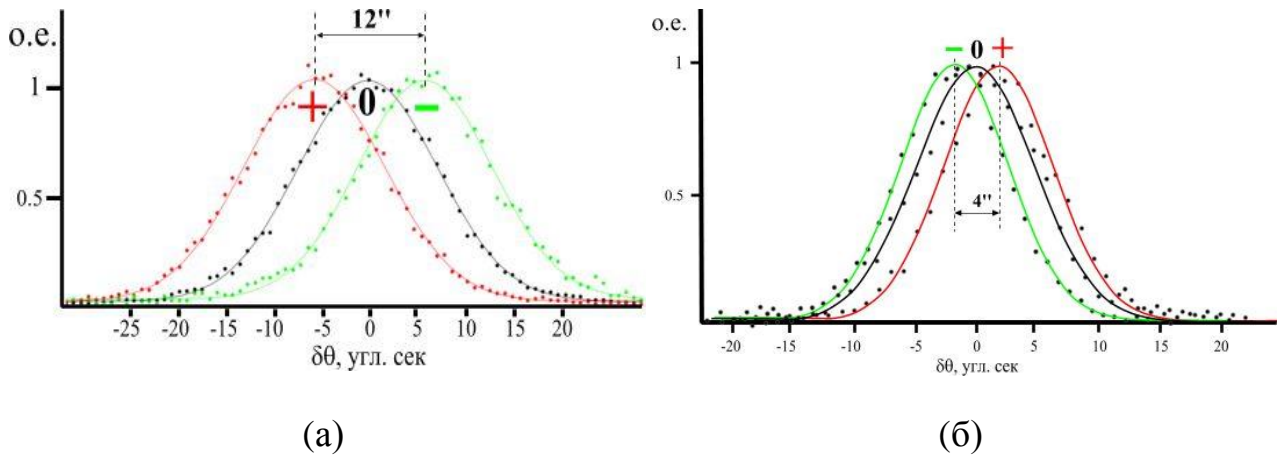 12"
о.е.
1
+ 0 −
0.5
-25 -20 -15 -10 -5 0 5 10 15 20
δθ, угл. сек
(а)
о.е.
− 0 +
1
0.5
4"
-20 -15 -10 -5 0 5 10 15 20
δθ, угл. сек
(б)